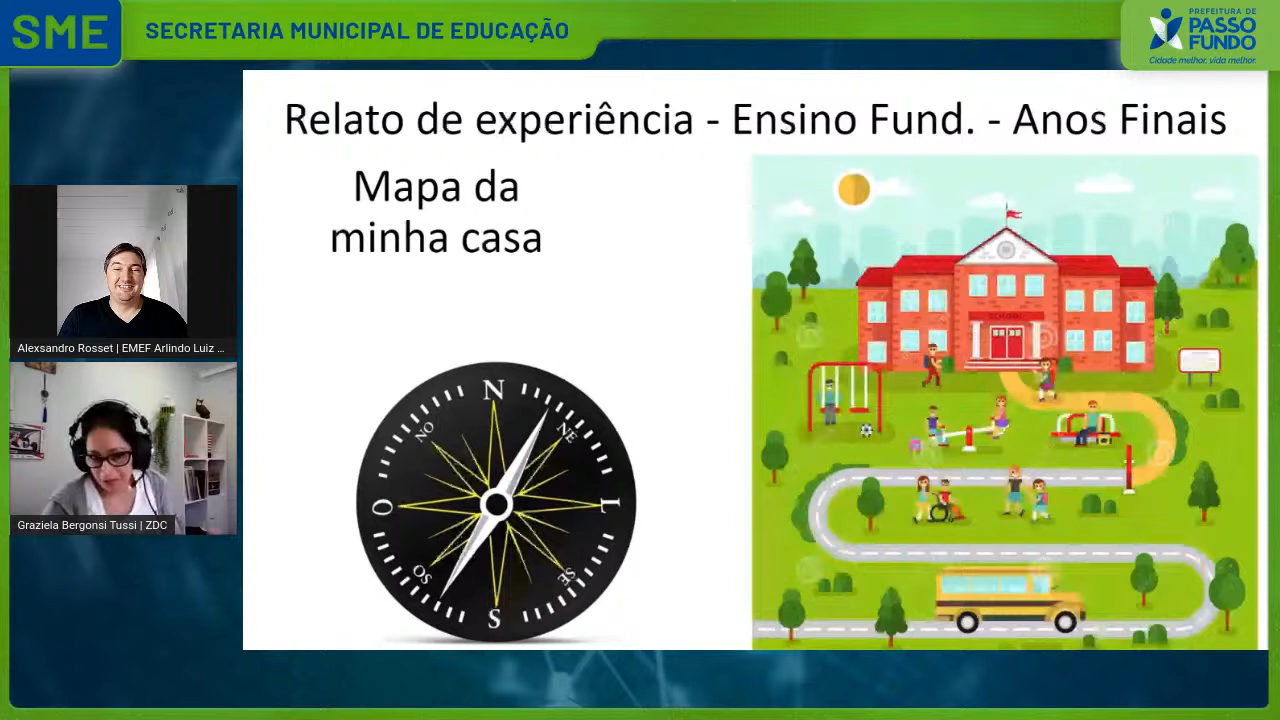 SME
SECRETARIA MUNICIPAL DE EDUCAÇÃO
PREFEITURA DE
PASSO
FUNDO
Cidade melhor, vida melhor.
Relato de experiência - Ensino Fund. - Anos Finais
Mapa da
minha casa
Alexsandro Rosset | EMEF Arlindo Luiz ...
Graziela Bergonsi Tussi | ZDC
N
NO
NE
O
L
SO
SE
S
SCHOOL